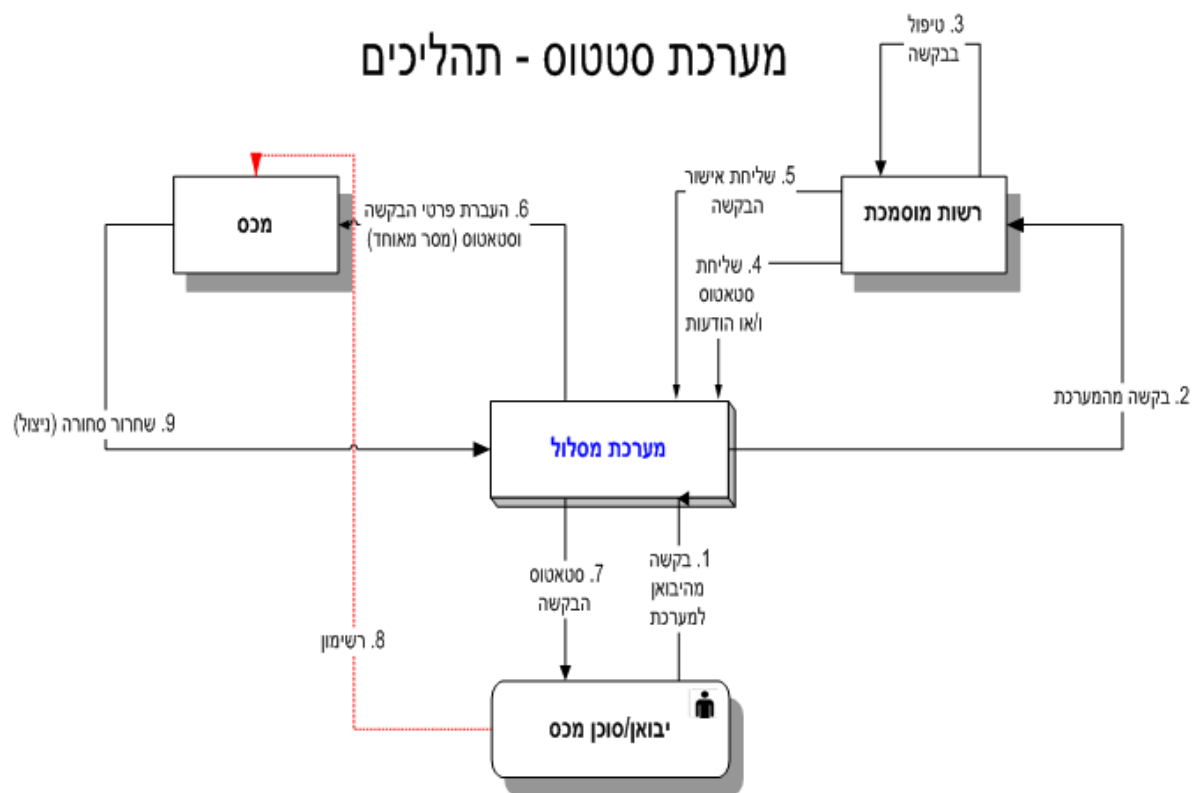 מערכת סטטוס - תהליכים
3. טיפול
בבקשה
רשות מוסמכת
5. שליחת אישור
הבקשה
4. שליחת
סטאטוס
ו/או הודעות
6. העברת פרטי הבקשה
וסטאטוס (מסר מאוחד)
מכס
2. בקשה מהמערכת
9. שחרור סחורה (ניצול)
מערכת מסלול
1. בקשה
מהיבואן
למערכת
7. סטאטוס
הבקשה
8. רשימון
יבואן/סוכן מכס